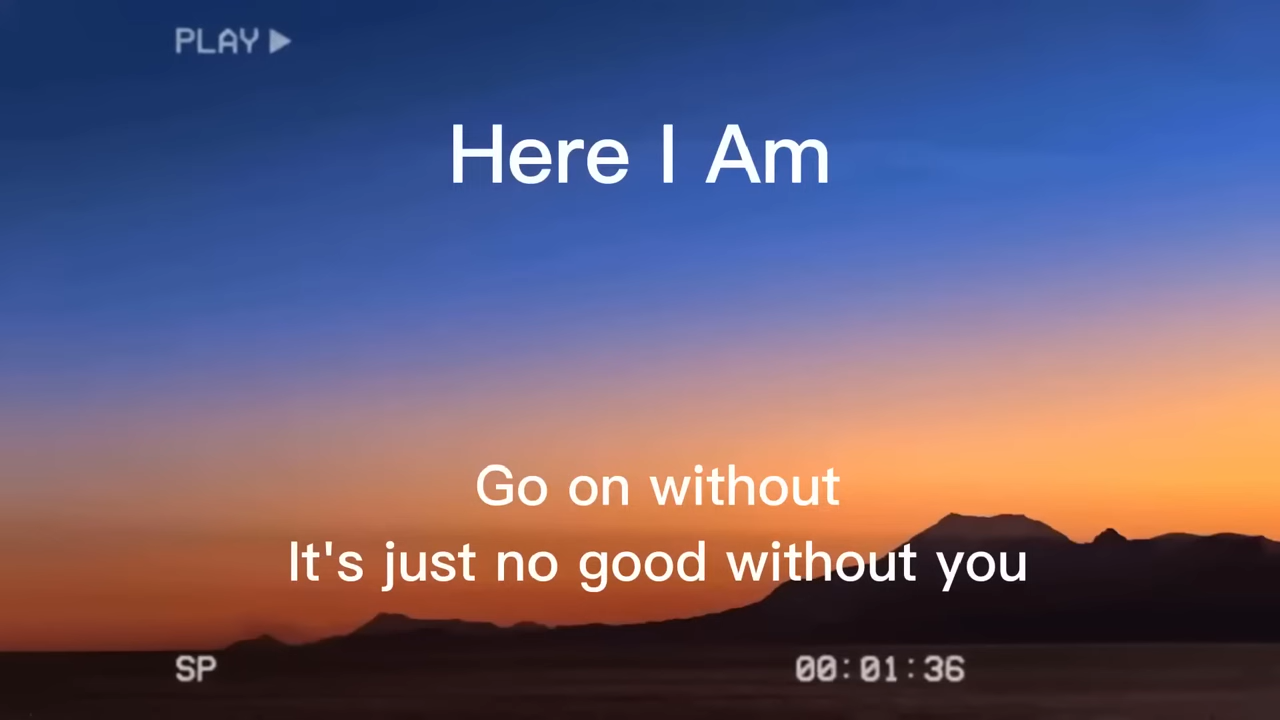 PLAY ▶
Here I Am
Go on without
It's just no good without you
SP
00:01:36